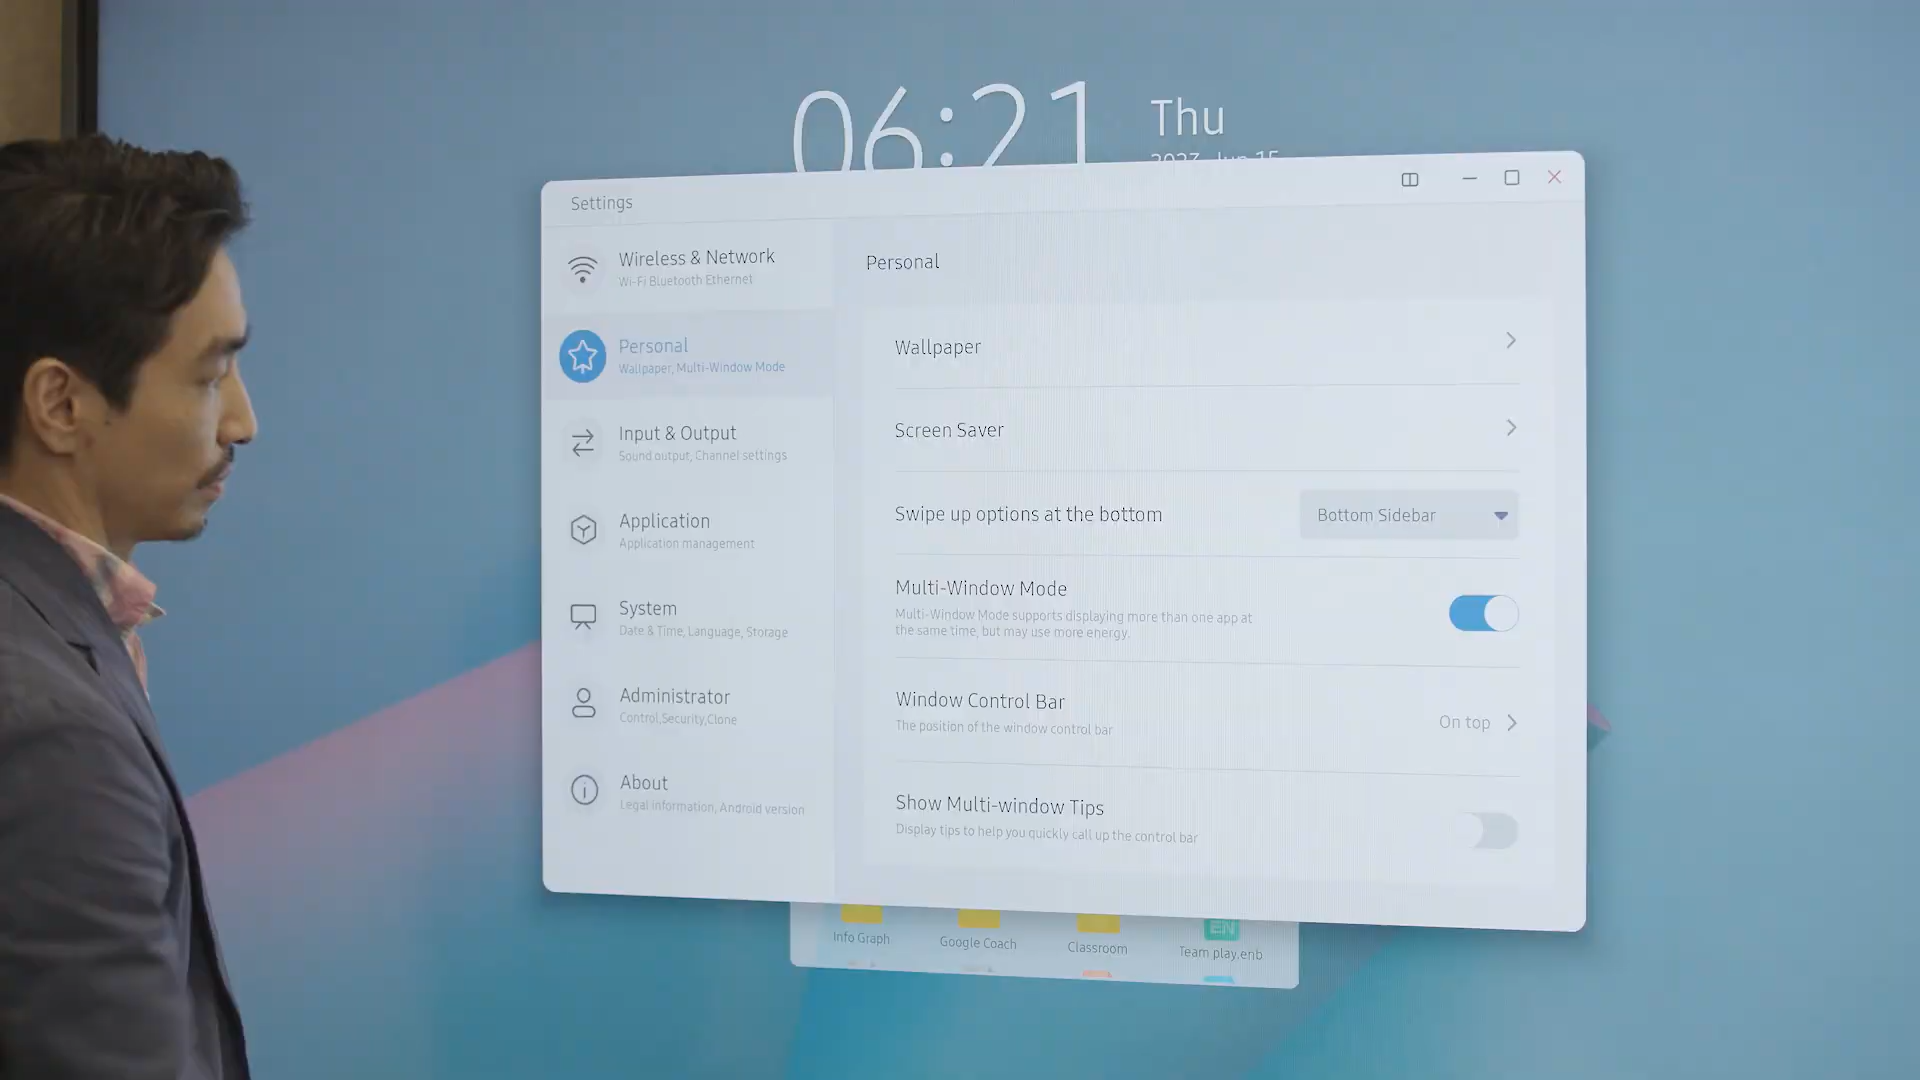 06:21
Thu
2023 Jun 15
Settings
Wireless & Network
Wi-Fi Bluetooth Ethernet
Personal
Wallpaper, Multi-Window Mode
Input & Output
Sound output, Channel settings
Application
Application management
System
Date & Time, Language, Storage
Administrator
Control,Security,Clone
About
Legal information, Android version
Personal
Wallpaper
Screen Saver
Swipe up options at the bottom
Bottom Sidebar
Multi-Window Mode
Multi-Window Mode supports displaying more than one app at
the same time, but may use more energy.
Window Control Bar
The position of the window control bar
On top
Show Multi-window Tips
Display tips to help you quickly call up the control bar
EN
Info Graph
Google Coach
Classroom
Team play.enb